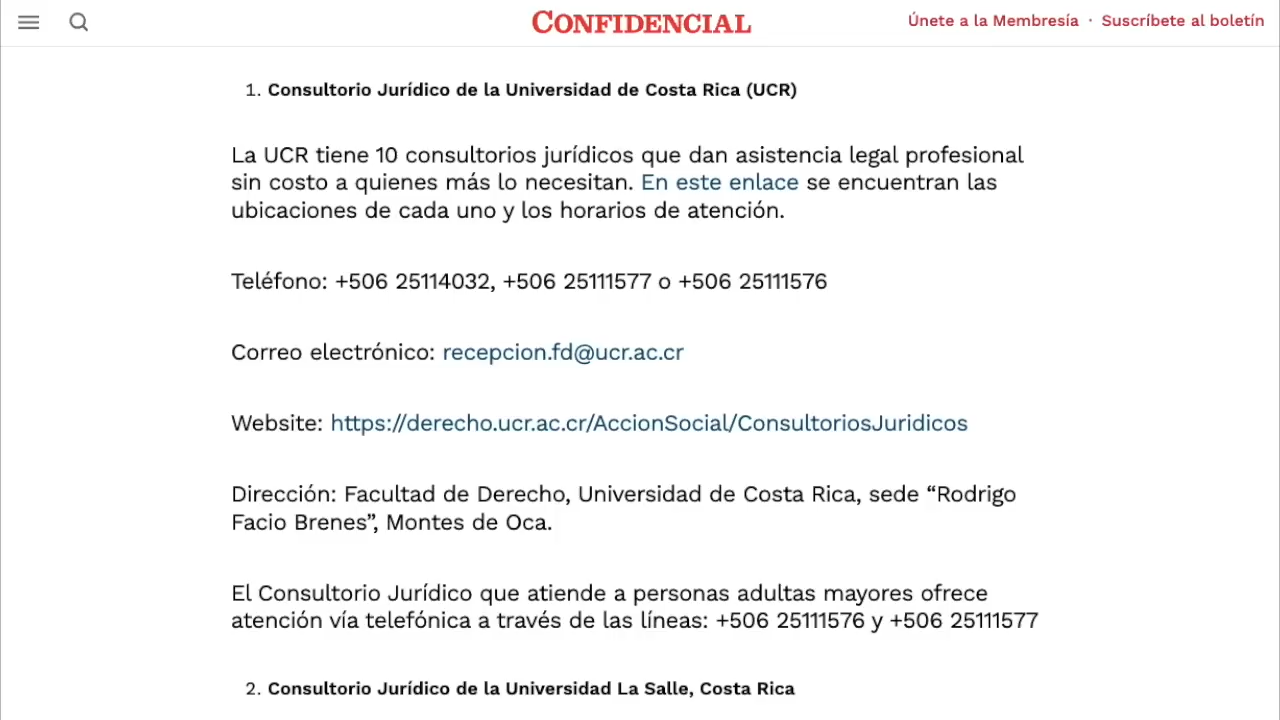 CONFIDENCIAL
Únete a la Membresía · Suscríbete al boletín
1. Consultorio Jurídico de la Universidad de Costa Rica (UCR)
La UCR tiene 10 consultorios jurídicos que dan asistencia legal profesional
sin costo a quienes más lo necesitan. En este enlace se encuentran las
ubicaciones de cada uno y los horarios de atención.
Teléfono: +506 25114032, +506 25111577 o +506 25111576
Correo electrónico: recepcion.fd@ucr.ac.cr
Website: https://derecho.ucr.ac.cr/AccionSocial/ConsultoriosJuridicos
Dirección: Facultad de Derecho, Universidad de Costa Rica, sede “Rodrigo
Facio Brenes”, Montes de Oca.
El Consultorio Jurídico que atiende a personas adultas mayores ofrece
atención vía telefónica a través de las líneas: +506 25111576 y +506 25111577
2. Consultorio Jurídico de la Universidad La Salle, Costa Rica